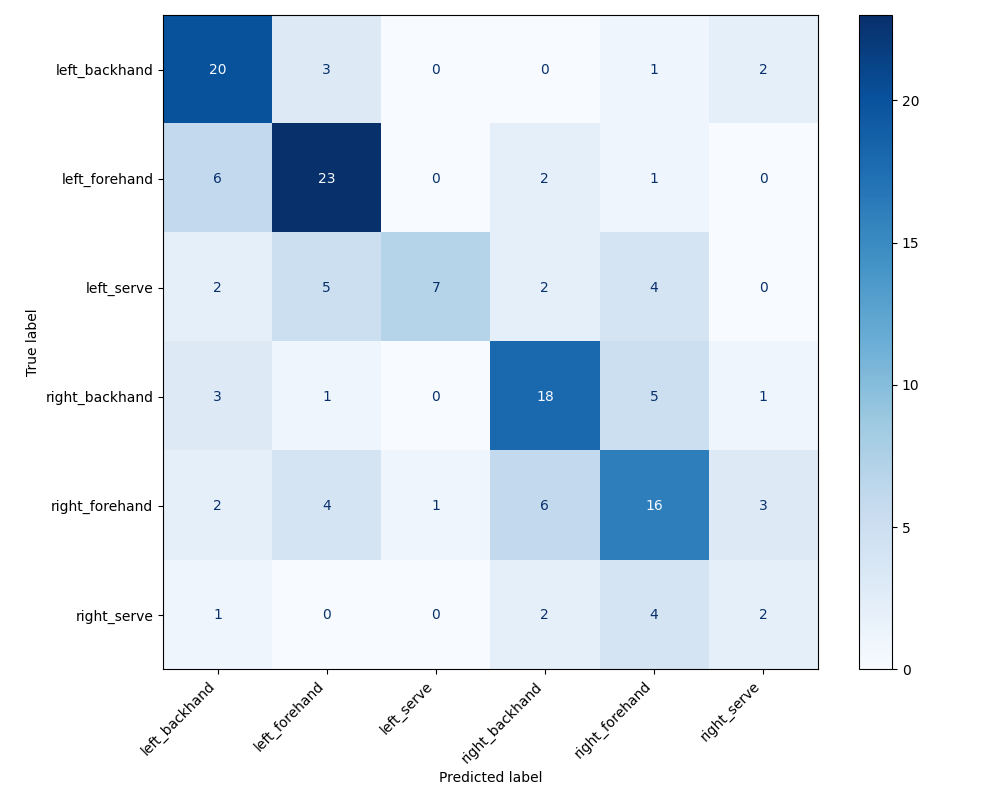 left_backhand 20 3 0 0 1 2
left_forehand 6 23 0 2 1 0
left_serve 2 5 7 2 4 0
right_backhand 3 1 0 18 5 1
right_forehand 2 4 1 6 16 3
right_serve 1 0 0 2 4 2
True label
left_backhand
left_forehand
left_serve
right_backhand
right_forehand
right_serve
Predicted label
20
15
10
5
0